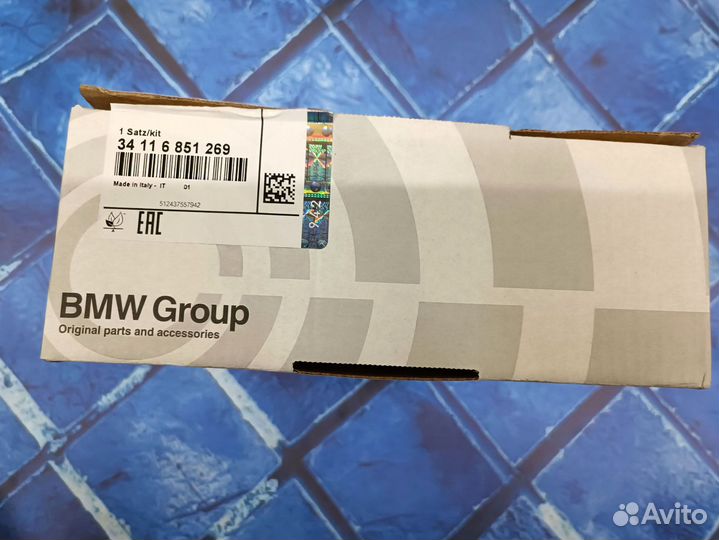 1 Satz/kit
34 11 6 851 269
Made in Italy - IT 01
512437557942
EAC
942
BMW Group
Original parts and accessories
Avito